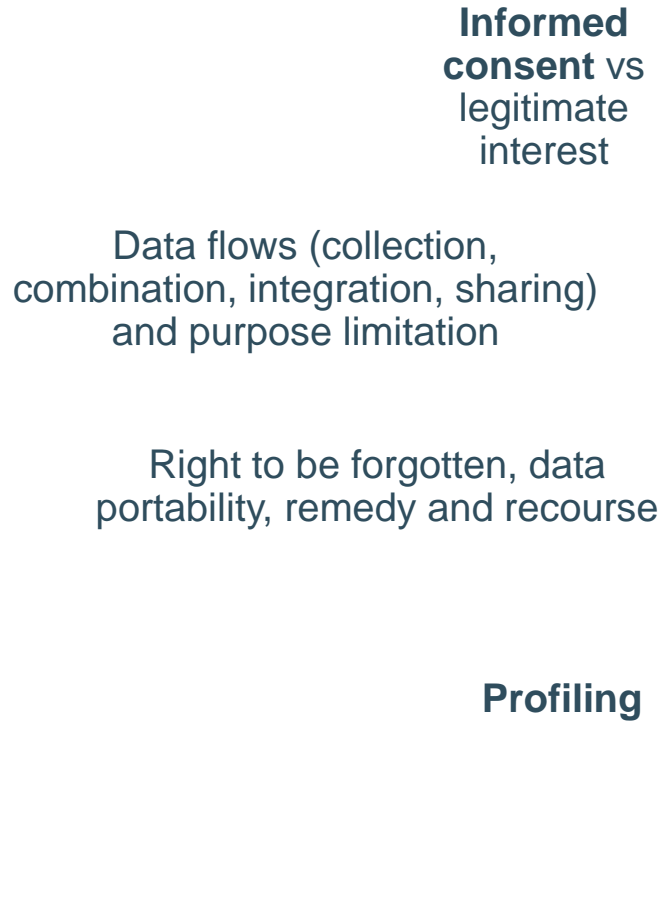 Informed
consent vs
legitimate
interest
Data flows (collection,
combination, integration, sharing)
and purpose limitation
Right to be forgotten, data
portability, remedy and recourse
Profiling